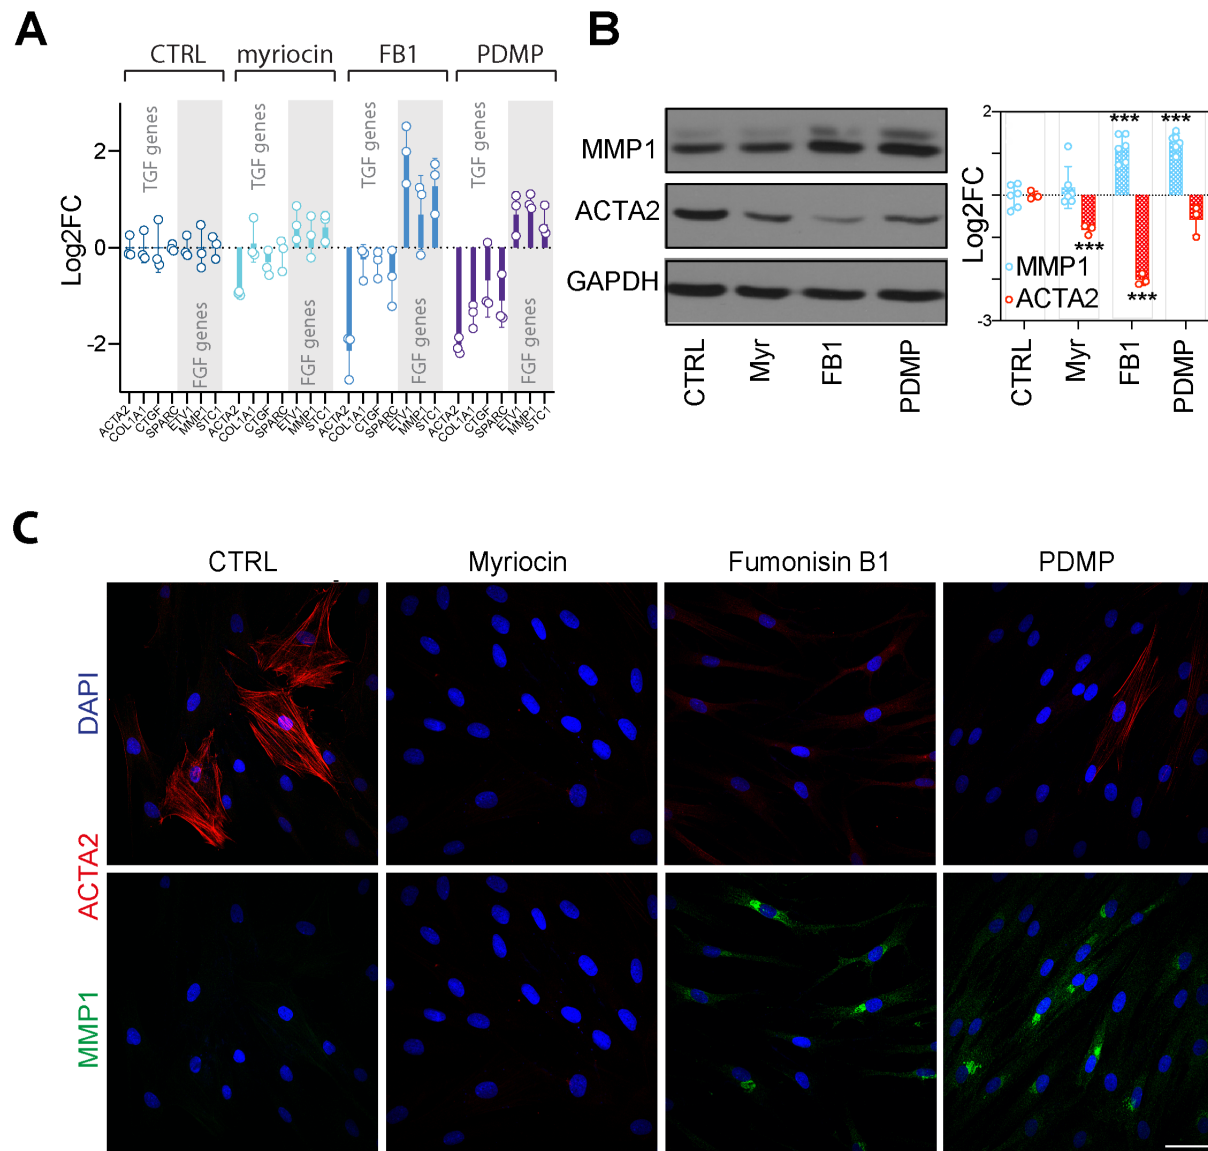 A
CTRL myriocin FB1 PDMP
TGF genes TGF genes TGF genes TGF genes
FGF genes FGF genes FGF genes FGF genes
Log2FC
2
0
-2
ACTA2 COL1A1 CTGF SPARC ETV1 MMP1 STC1 ACTA2 COL1A1 CTGF SPARC ETV1 MMP1 STC1 ACTA2 COL1A1 CTGF SPARC ETV1 MMP1 STC1 ACTA2 COL1A1 CTGF SPARC ETV1 MMP1 STC1
B
MMP1
ACTA2
GAPDH
CTRL Myr FB1 PDMP
Log2FC
2
-3
*** ***
*** ***
MMP1
ACTA2
CTRL Myr FB1 PDMP
C
CTRL Myriocin Fumonisin B1 PDMP
DAPI
ACTA2
MMP1